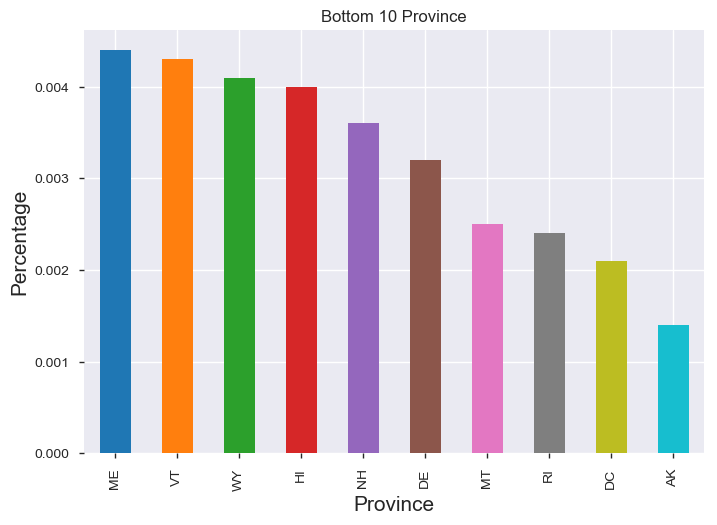 Bottom 10 Province
Percentage
0.004
0.003
0.002
0.001
0.000
ME VT WY HI NH DE MT RI DC AK
Province